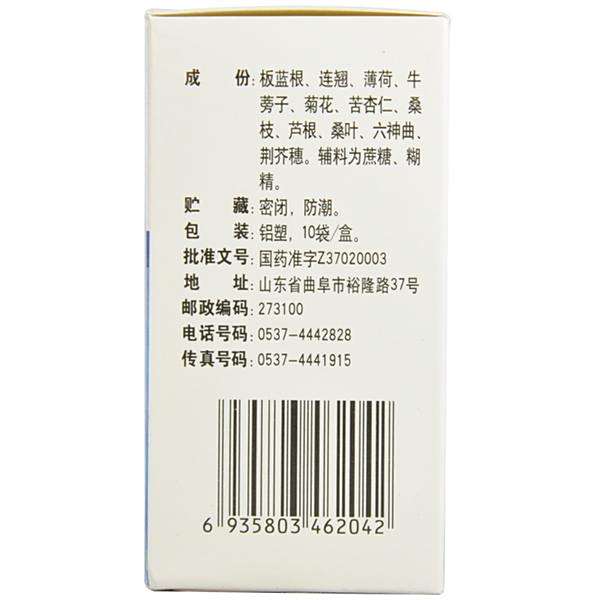 成　份:板蓝根、连翘、薄荷、牛
蒡子、菊花、苦杏仁、桑
枝、芦根、桑叶、六神曲、
荆芥穗。辅料为蔗糖、糊
精。
贮　藏:密闭,防潮。
包　装:铝塑,10袋/盒。
批准文号:国药准字Z37020003
地　址:山东省曲阜市裕隆路37号
邮政编码:273100
电话号码:0537-4442828
传真号码:0537-4441915
6 935803 462042